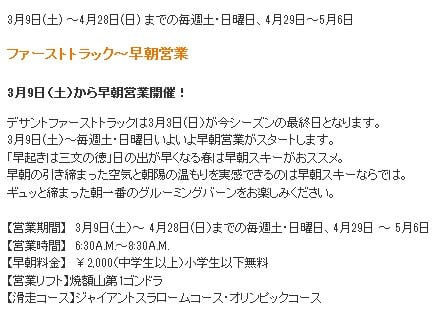 3月9日(土) ～4月28日(日) までの毎週土・日曜日、4月29日～5月6日
ファーストトラック～早朝営業
3月9日（土）から早朝営業開催！
デサントファーストトラックは3月3日(日)が今シーズンの最終日となります。
3月9日(土)～毎週土・日曜日いよいよ早朝営業がスタートします。
「早起きは三文の徳」日の出が早くなる春は早朝スキーがおススメ。
早朝の引き締まった空気と朝陽の温もりを実感できるのは早朝スキーならでは。
ギュッと締まった朝一番のグルーミングバーンをお楽しみください。
【営業期間】 3月9日(土)～ 4月28日(日)までの毎週土・日曜日、4月29日 ～ 5月6日
【営業時間】 6:30A.M.～8:30A.M.
【早朝料金】 ￥2,000(中学生以上)小学生以下無料
【営業リフト】焼額山第1ゴンドラ
【滑走コース】ジャイアントスラロームコース・オリンピックコース